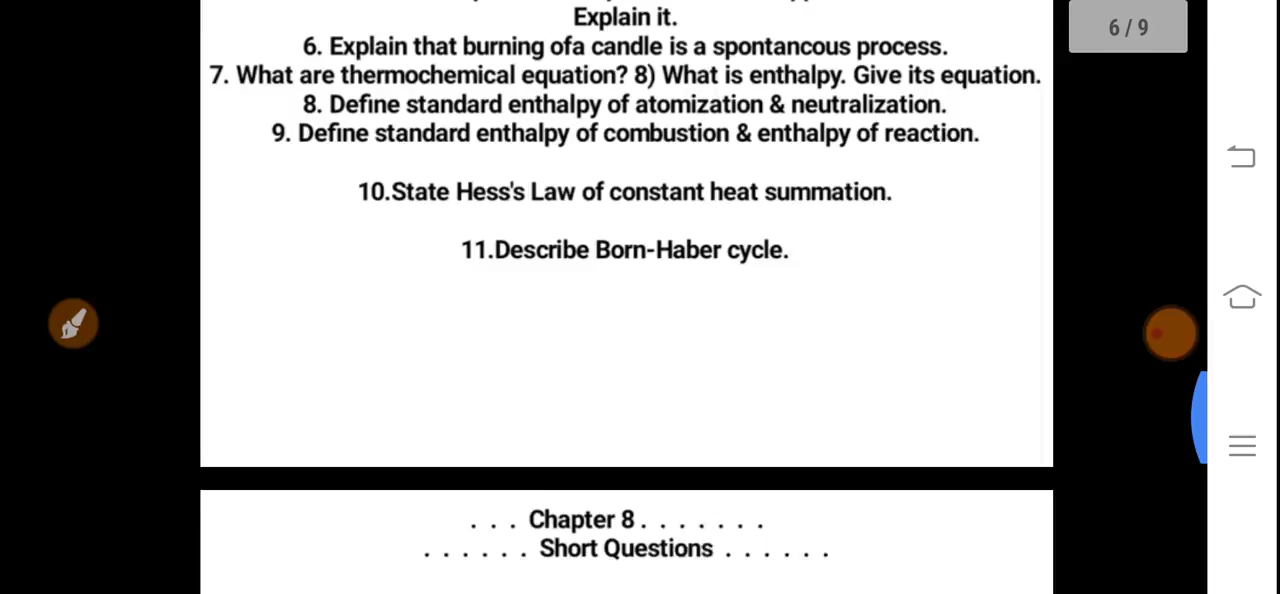 6 / 9
Explain it.
6. Explain that burning ofa candle is a spontancous process.
7. What are thermochemical equation? 8) What is enthalpy. Give its equation.
8. Define standard enthalpy of atomization & neutralization.
9. Define standard enthalpy of combustion & enthalpy of reaction.
10.State Hess's Law of constant heat summation.
11.Describe Born-Haber cycle.
. . . Chapter 8 . . . . . . .
. . . . . . Short Questions . . . . . .